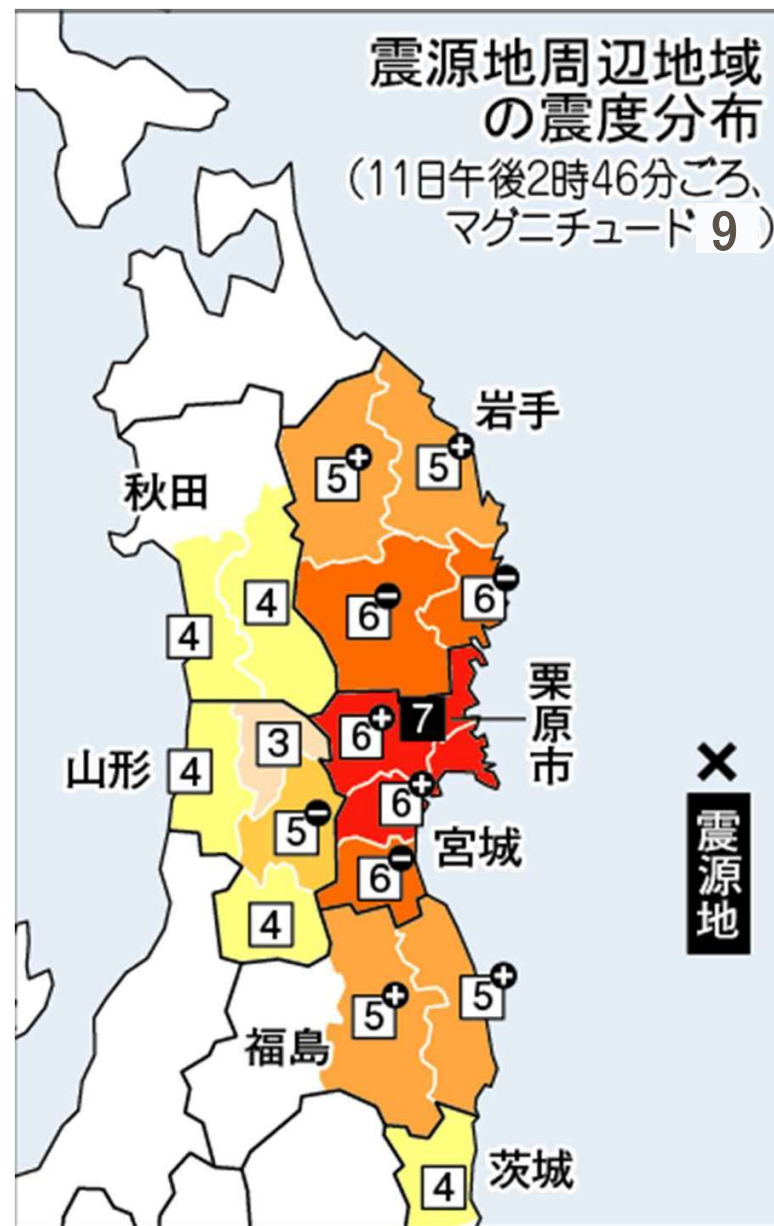 震源地周辺地域
の震度分布
(11日午後2時46分ごろ、
マグニチュード9)
岩手
5+
5+
秋田
4
4
6-
6-
栗原市
7
6+
3
山形
4
5-
6+
宮城
6-
4
震源地
5+
5+
福島
茨城
4